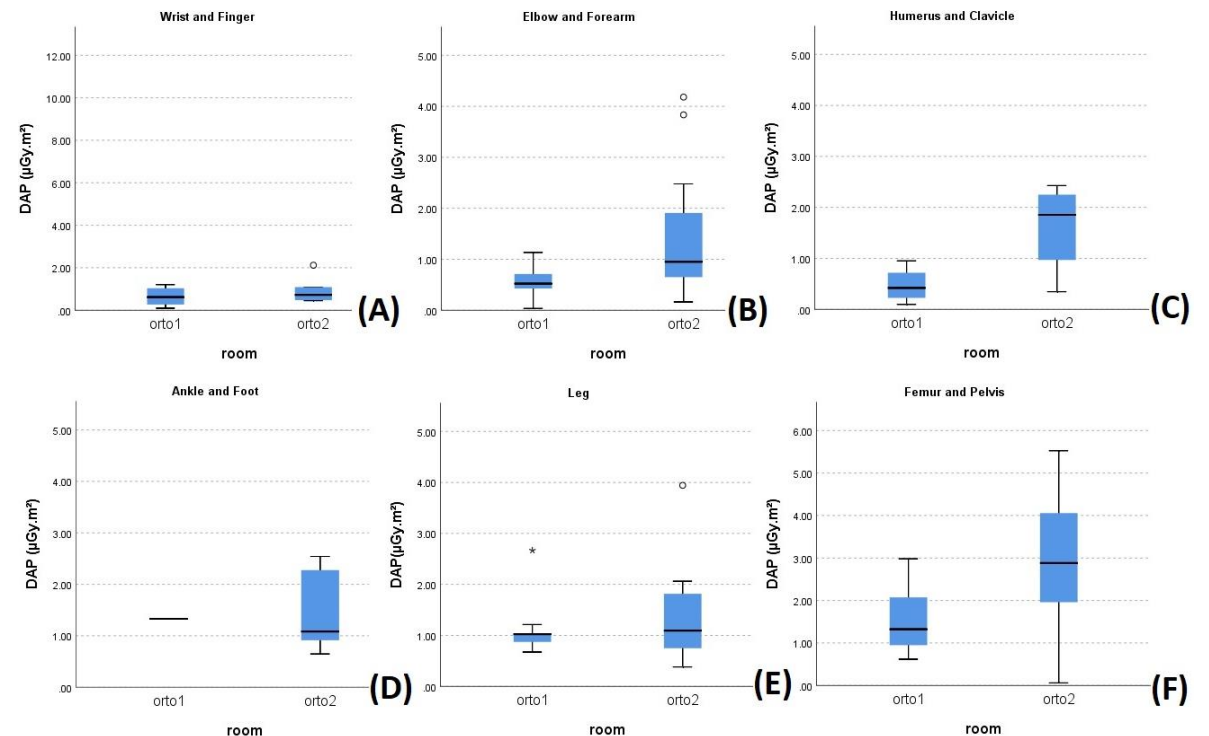 Wrist and Finger
12.00
10.00
8.00
6.00
4.00
2.00
.00
DAP (µGy.m²)
orto1 orto2
room
(A)
Elbow and Forearm
5.00
4.00
3.00
2.00
1.00
.00
DAP (µGy.m²)
orto1 orto2
room
(B)
Humerus and Clavicle
5.00
4.00
3.00
2.00
1.00
.00
DAP (µGy.m²)
orto1 orto2
room
(C)
Ankle and Foot
5.00
4.00
3.00
2.00
1.00
.00
DAP (µGy.m²)
orto1 orto2
room
(D)
Leg
5.00
4.00
3.00
2.00
1.00
.00
DAP(µGy.m²)
orto1 orto2
room
(E)
Femur and Pelvis
6.00
5.00
4.00
3.00
2.00
1.00
.00
DAP (µGy.m²)
orto1 orto2
room
(F)